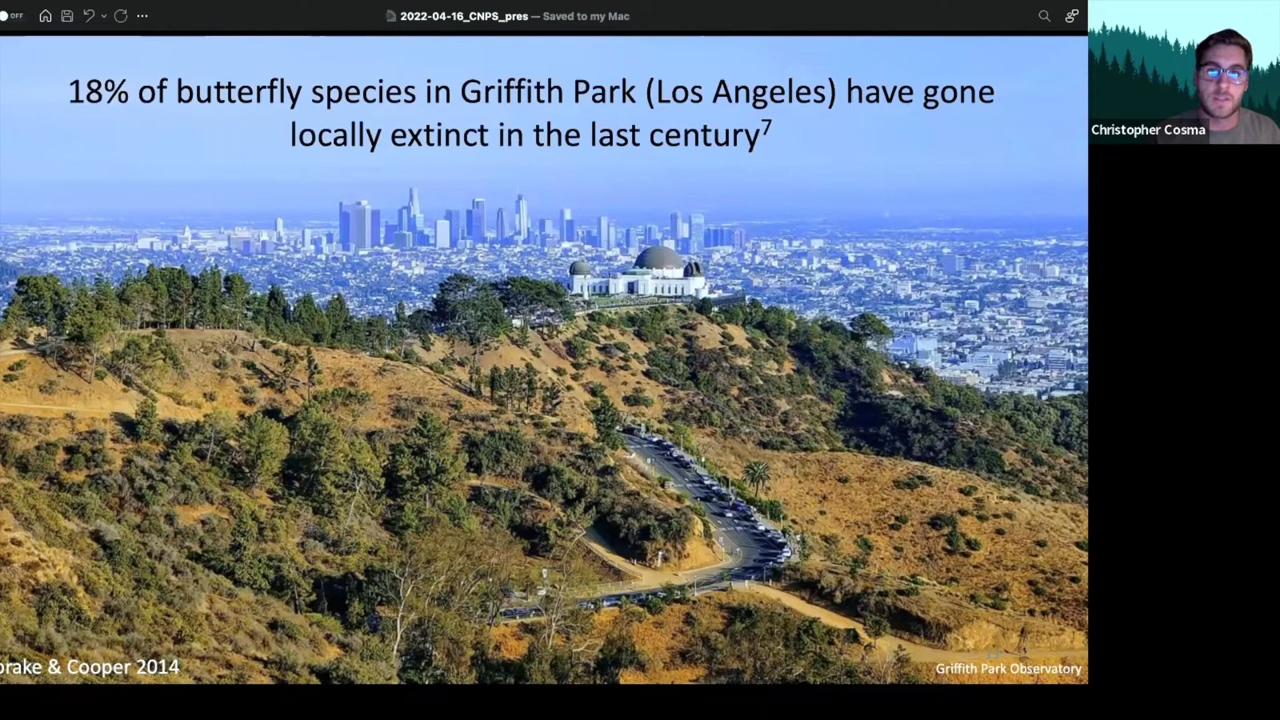 OFF
2022-04-16_CNPS_pres — Saved to my Mac
18% of butterfly species in Griffith Park (Los Angeles) have gone
locally extinct in the last century7
Christopher Cosma
& Cooper 2014
Griffith Park Observatory